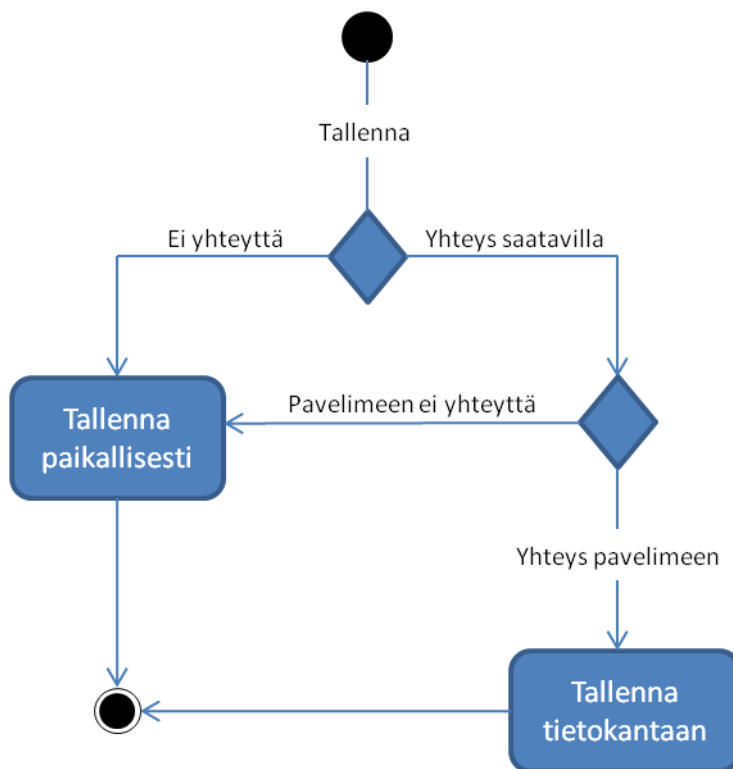 Tallenna
Ei yhteyttä
Yhteys saatavilla
Tallenna
paikallisesti
Pavelimeen ei yhteyttä
Yhteys pavelimeen
Tallenna
tietokantaan